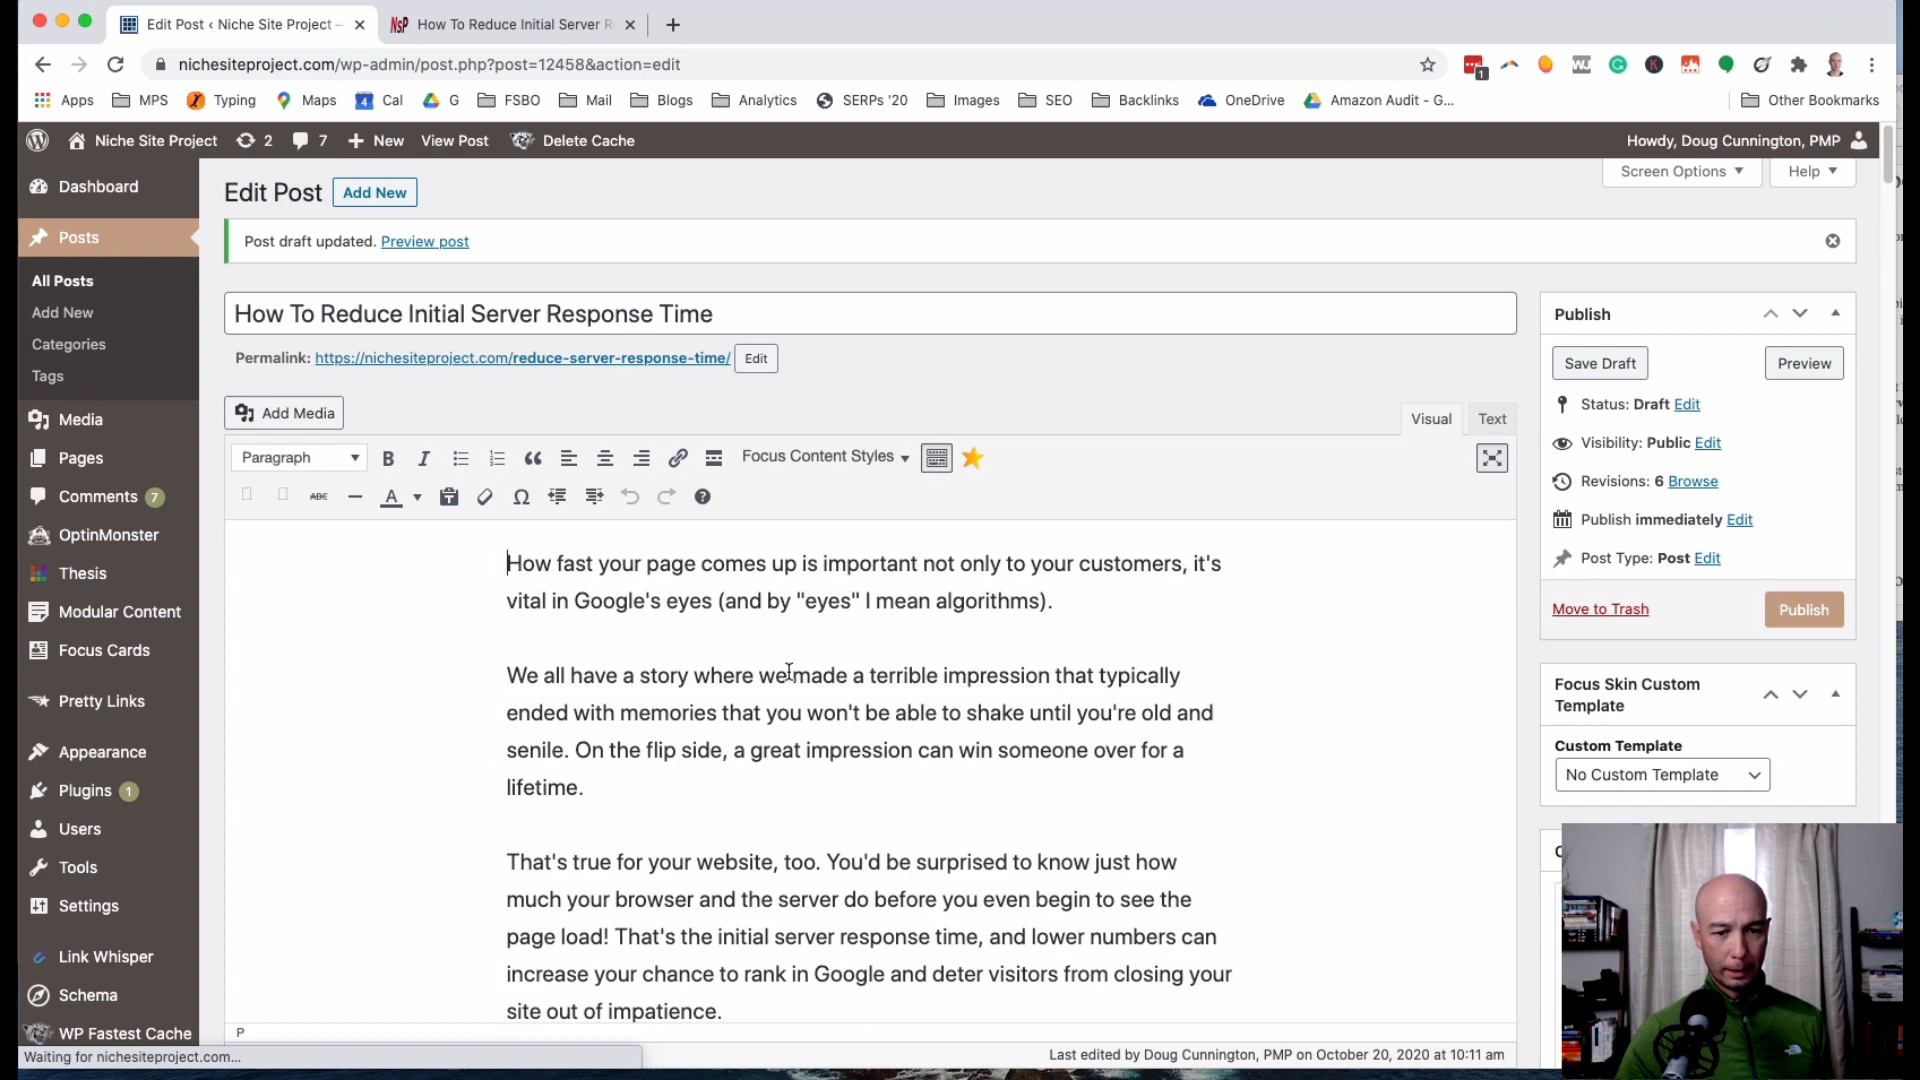 Edit Post ‹ Niche Site Project –
How To Reduce Initial Server R
nichesiteproject.com/wp-admin/post.php?post=12458&action=edit
1
Apps
MPS
Typing
Maps
4 Cal
G
FSBO
Mail
Blogs
Analytics
SERPs '20
Images
SEO
Backlinks
OneDrive
Amazon Audit - G...
Other Bookmarks
Niche Site Project
2
7
New
View Post
Delete Cache
Howdy, Doug Cunnington, PMP
Dashboard
Posts
All Posts
Add New
Categories
Tags
Media
Pages
Comments 7
OptinMonster
Thesis
Modular Content
Focus Cards
Pretty Links
Appearance
Plugins 1
Users
Tools
Settings
Link Whisper
Schema
WP Fastest Cache
Waiting for nichesiteproject.com...
Screen Options
Help
Edit Post
Add New
Post draft updated. Preview post
How To Reduce Initial Server Response Time
Permalink: https://nichesiteproject.com/reduce-server-response-time/ Edit
Add Media
Visual
Text
Paragraph
B
I
Focus Content Styles
ABC
A
Ω
How fast your page comes up is important not only to your customers, it's
vital in Google's eyes (and by "eyes" I mean algorithms).
We all have a story where we made a terrible impression that typically
ended with memories that you won't be able to shake until you're old and
senile. On the flip side, a great impression can win someone over for a
lifetime.
That's true for your website, too. You'd be surprised to know just how
much your browser and the server do before you even begin to see the
page load! That's the initial server response time, and lower numbers can
increase your chance to rank in Google and deter visitors from closing your
site out of impatience.
P
Last edited by Doug Cunnington, PMP on October 20, 2020 at 10:11 am
Publish
Save Draft
Preview
Status: Draft Edit
Visibility: Public Edit
Revisions: 6 Browse
Publish immediately Edit
Post Type: Post Edit
Move to Trash
Publish
Focus Skin Custom
Template
Custom Template
No Custom Template